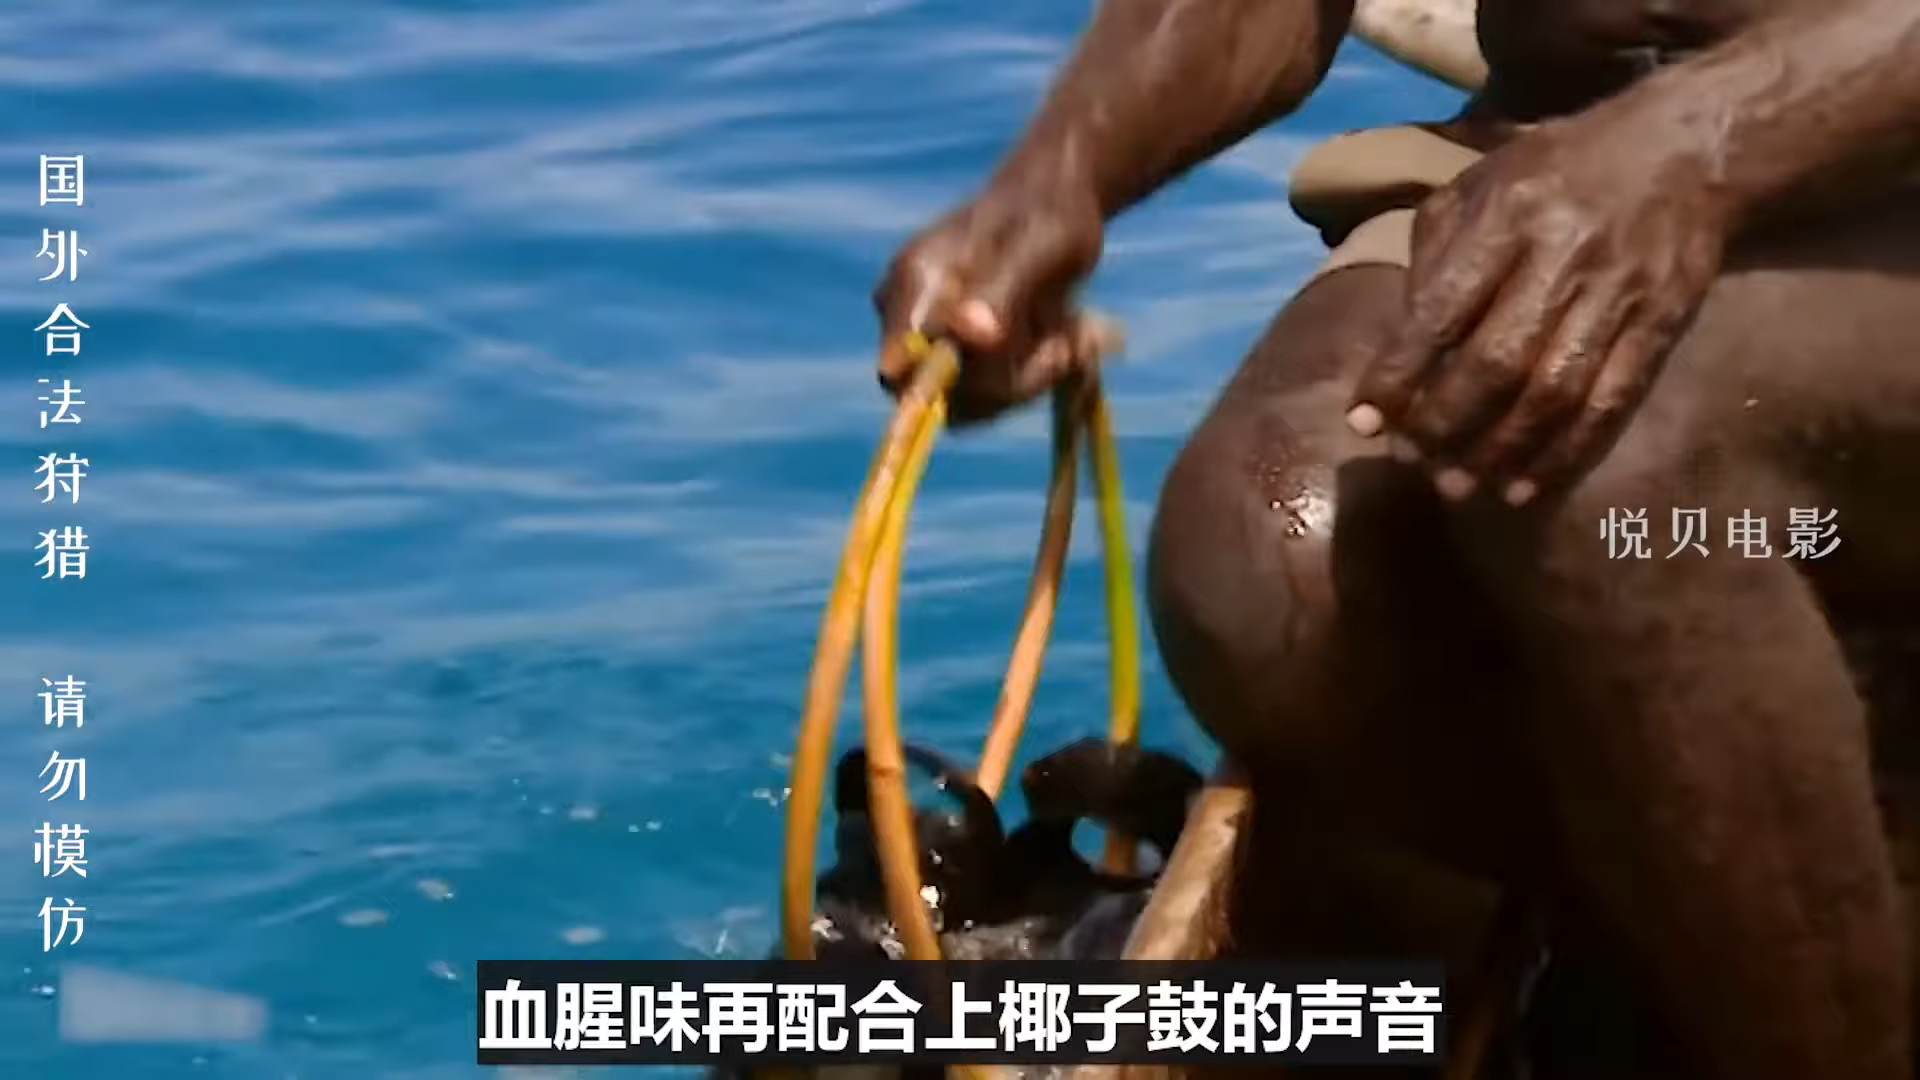 国外合法狩猎 请勿模仿
悦贝电影
血腥味再配合上椰子鼓的声音